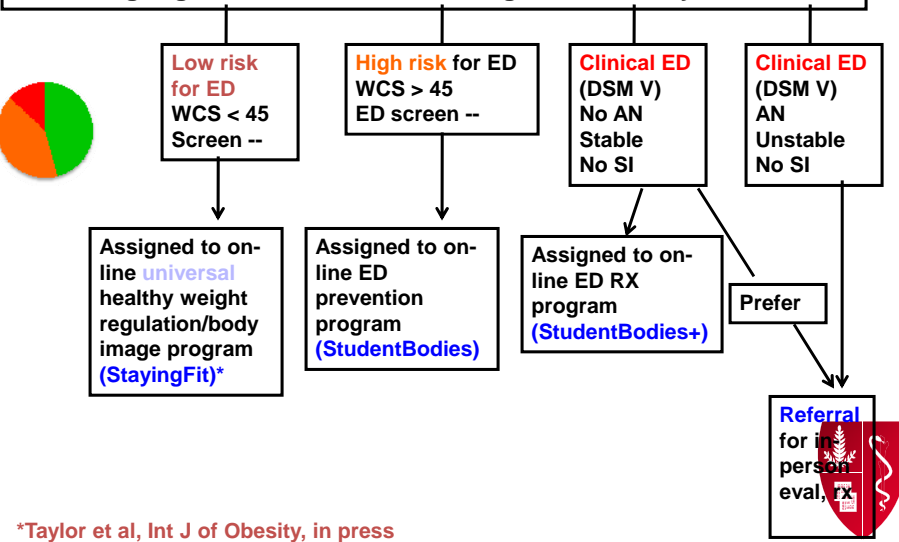 Low risk
for ED
WCS < 45
Screen --
High risk for ED
WCS > 45
ED screen --
Clinical ED
(DSM V)
No AN
Stable
No SI
Clinical ED
(DSM V)
AN
Unstable
No SI
Assigned to on-
line universal
healthy weight
regulation/body
image program
(StayingFit)*
Assigned to on-
line ED
prevention
program
(StudentBodies)
Assigned to on-
line ED RX
program
(StudentBodies+)
Prefer
Referral
for in-
person
eval, rx
*Taylor et al, Int J of Obesity, in press